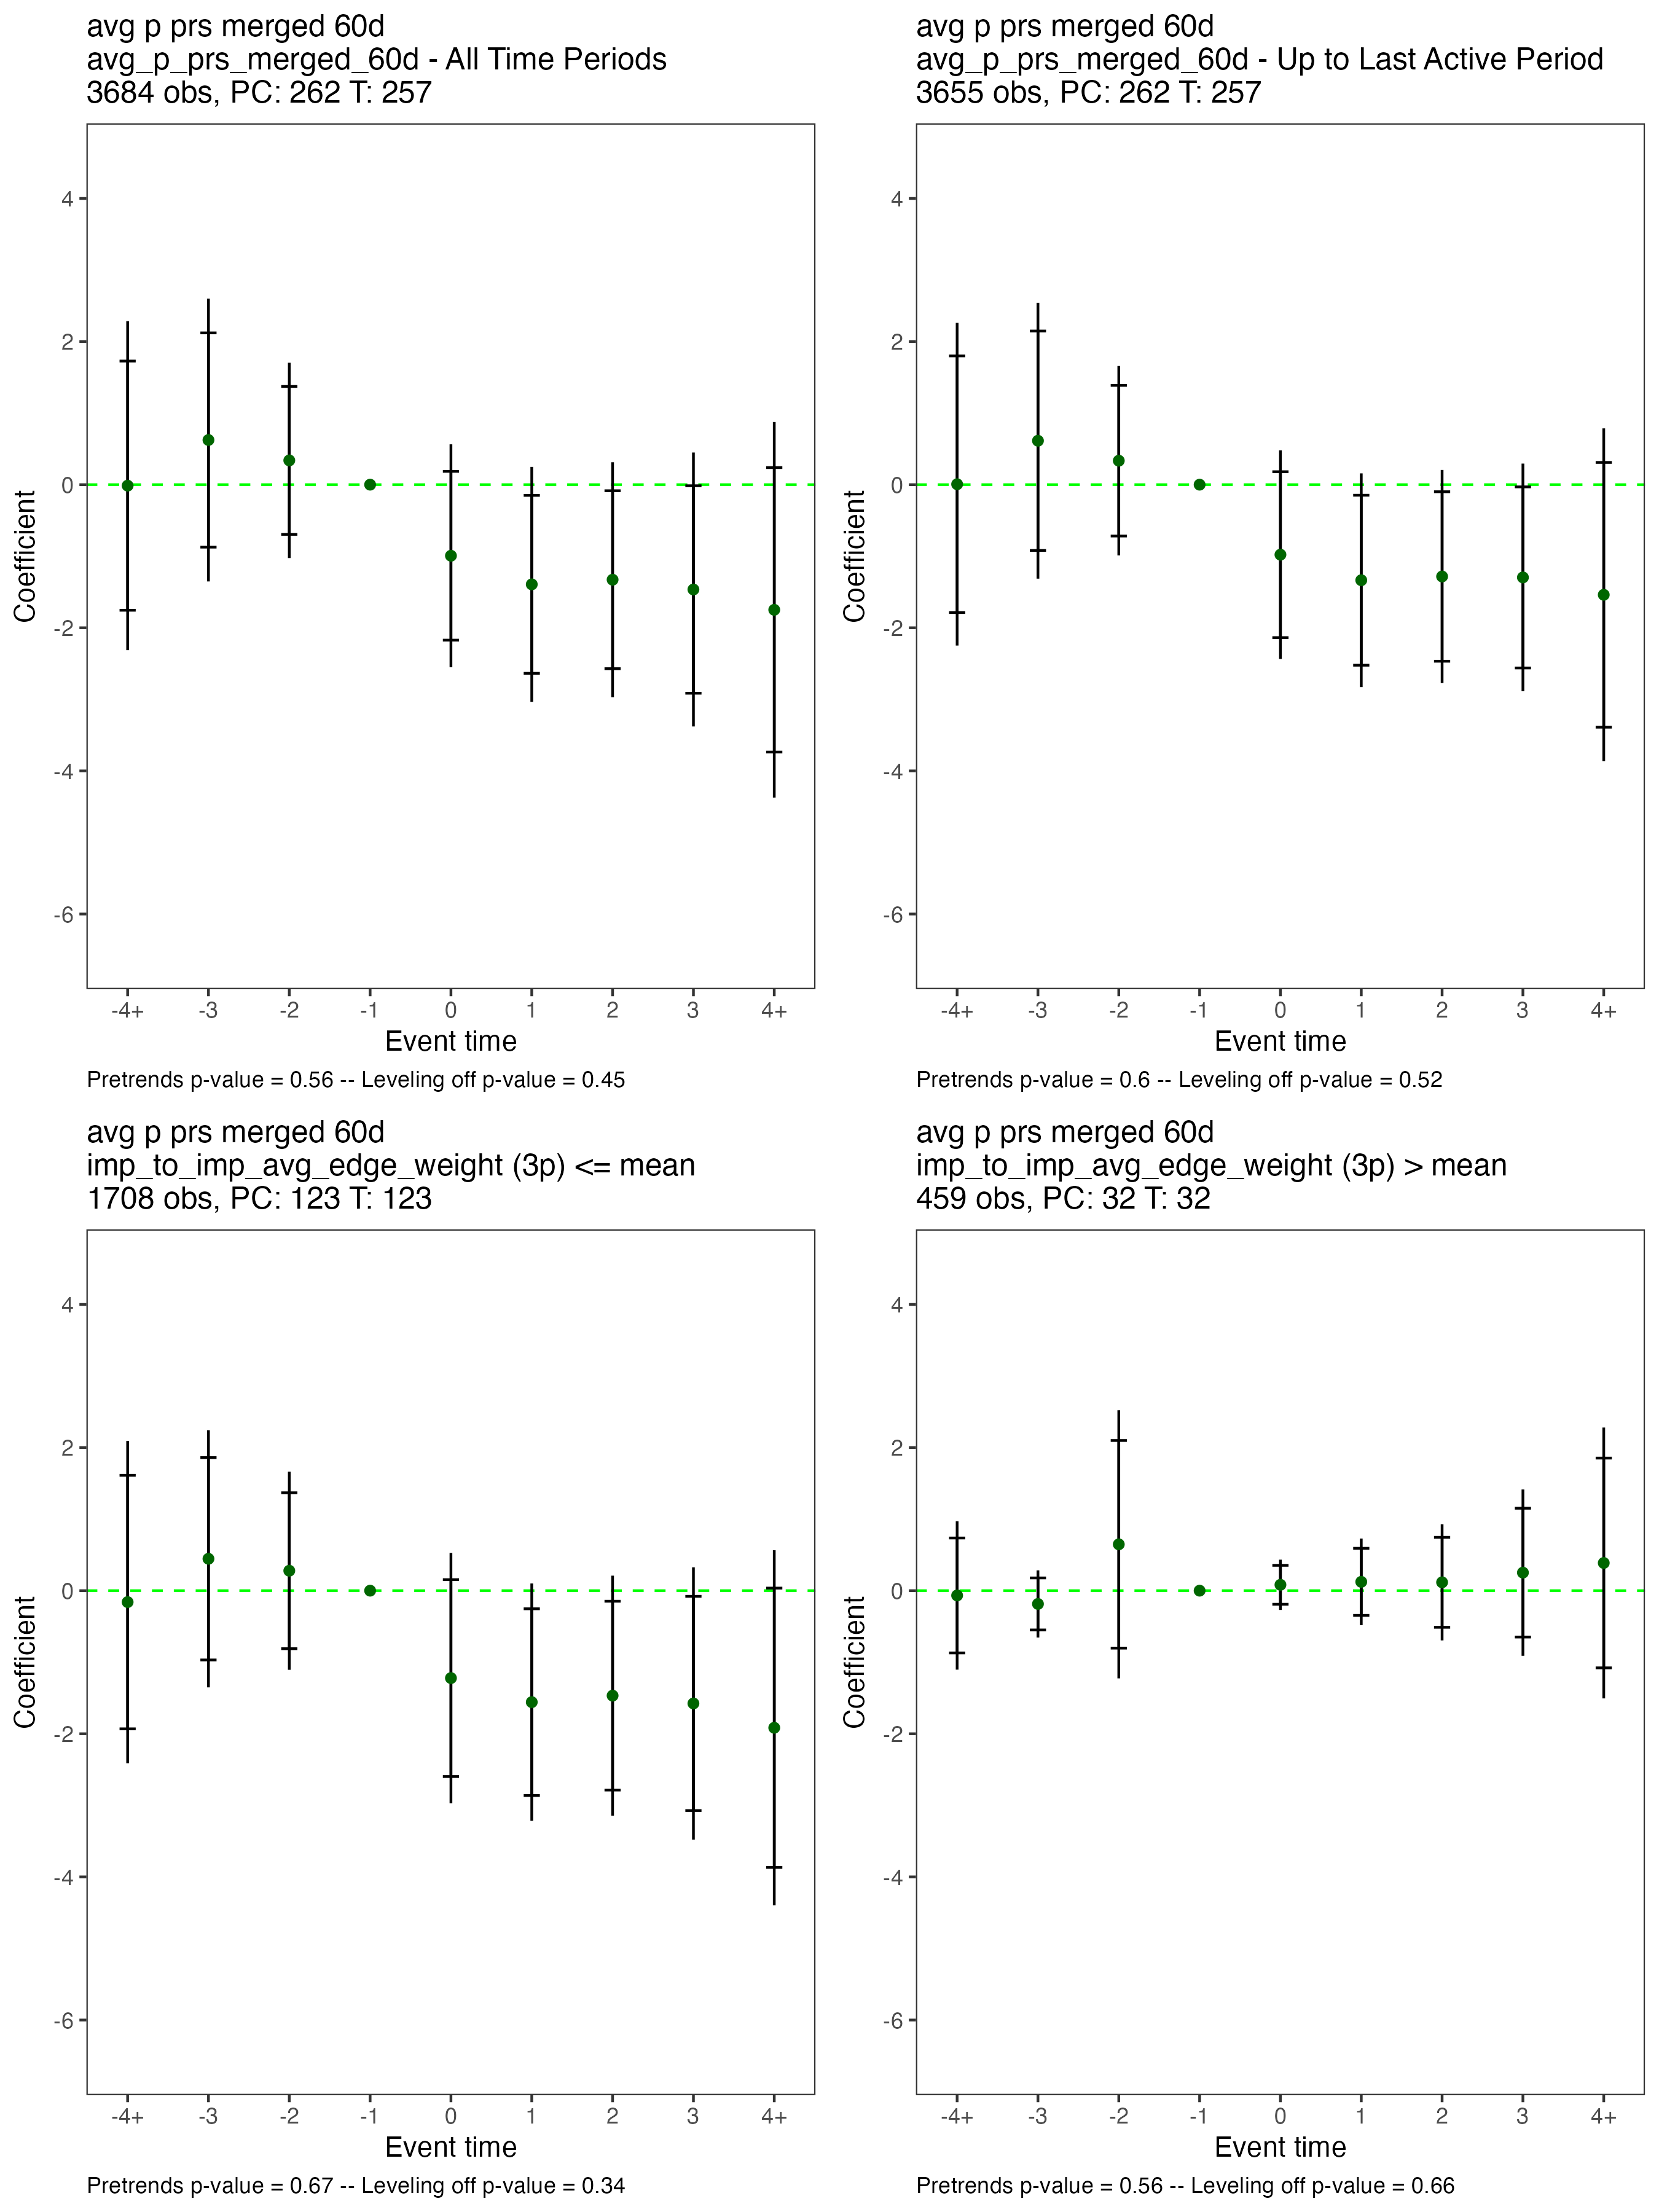 avg p prs merged 60d
avg_p_prs_merged_60d - All Time Periods
3684 obs, PC: 262 T: 257
4
2
0
-2
-4
-6
Coefficient
-4+ -3 -2 -1 0 1 2 3 4+
Event time
Pretrends p-value = 0.56 -- Leveling off p-value = 0.45
avg p prs merged 60d
avg_p_prs_merged_60d - Up to Last Active Period
3655 obs, PC: 262 T: 257
4
2
0
-2
-4
-6
Coefficient
-4+ -3 -2 -1 0 1 2 3 4+
Event time
Pretrends p-value = 0.6 -- Leveling off p-value = 0.52
avg p prs merged 60d
imp_to_imp_avg_edge_weight (3p) <= mean
1708 obs, PC: 123 T: 123
4
2
0
-2
-4
-6
Coefficient
-4+ -3 -2 -1 0 1 2 3 4+
Event time
Pretrends p-value = 0.67 -- Leveling off p-value = 0.34
avg p prs merged 60d
imp_to_imp_avg_edge_weight (3p) > mean
459 obs, PC: 32 T: 32
4
2
0
-2
-4
-6
Coefficient
-4+ -3 -2 -1 0 1 2 3 4+
Event time
Pretrends p-value = 0.56 -- Leveling off p-value = 0.66